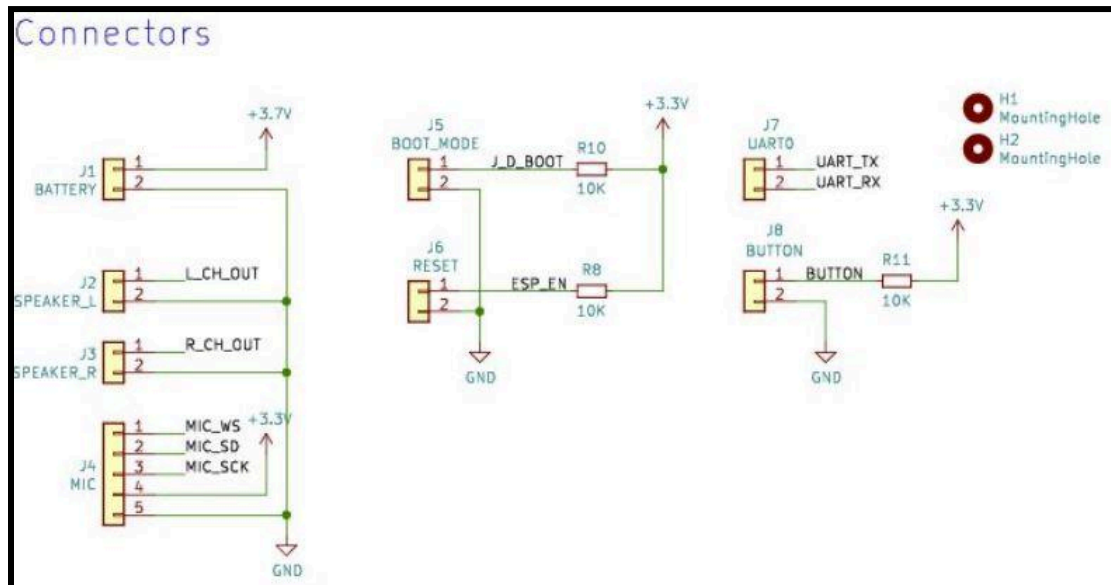 Connectors
+3.7V
J1
BATTERY
1
2
J2
SPEAKER_L
1
2
L_CH_OUT
J3
SPEAKER_R
1
2
R_CH_OUT
J4
MIC
1
2
3
4
5
MIC_WS
MIC_SD
MIC_SCK
+3.3V
GND
J5
BOOT_MODE
1
2
J_D_BOOT
R10
10K
+3.3V
J6
RESET
1
2
ESP_EN
R8
10K
GND
J7
UART0
1
2
UART_TX
UART_RX
J8
BUTTON
1
2
BUTTON
R11
10K
+3.3V
GND
H1
MountingHole
H2
MountingHole